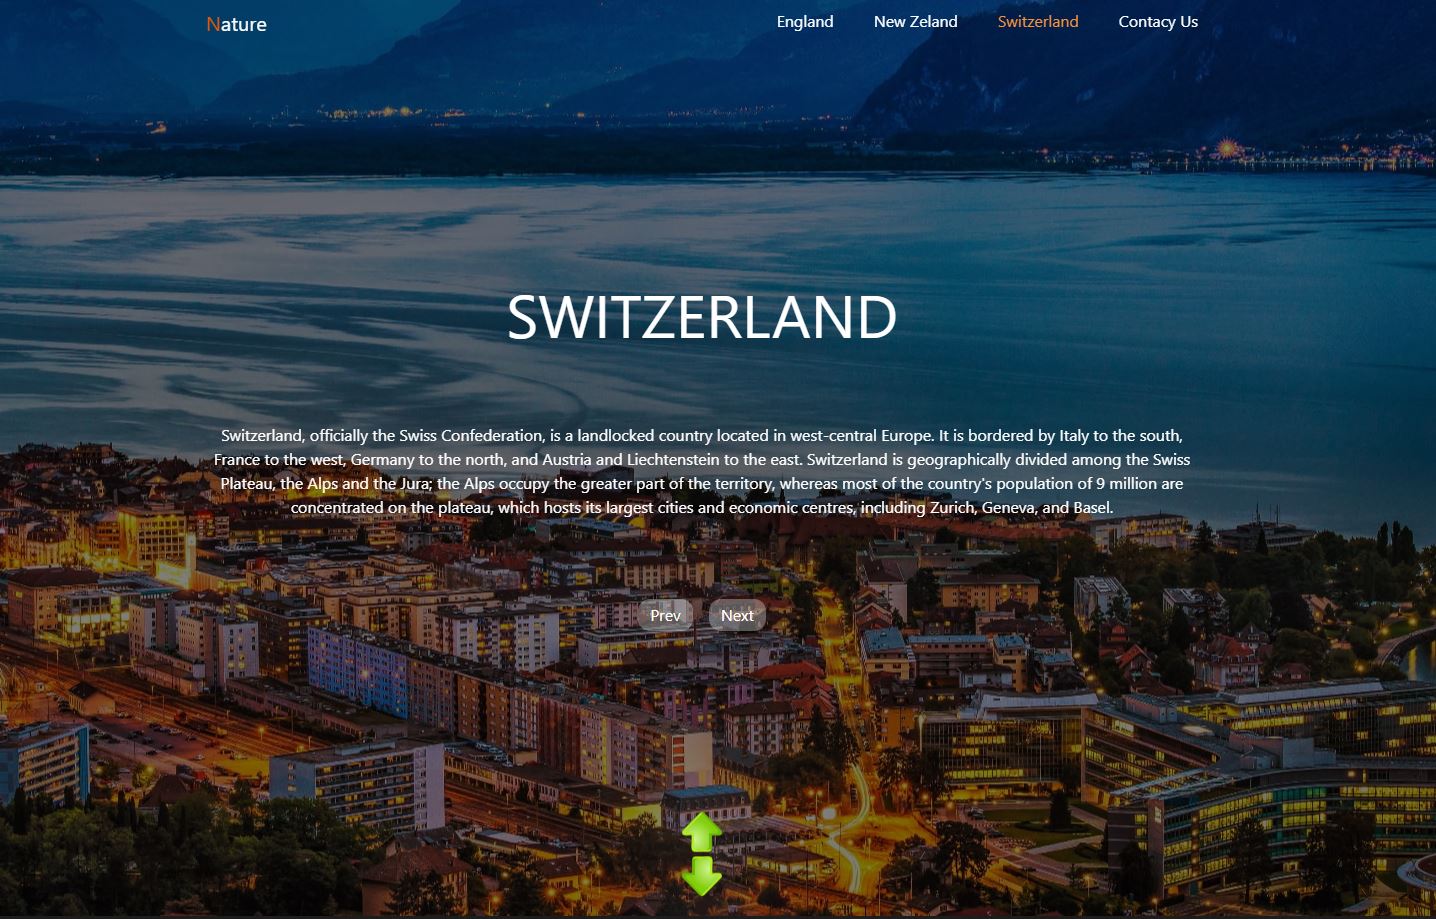 Nature
England
New Zeland
Switzerland
Contacy Us
SWITZERLAND
Switzerland, officially the Swiss Confederation, is a landlocked country located in west-central Europe. It is bordered by Italy to the south,
France to the west, Germany to the north, and Austria and Liechtenstein to the east. Switzerland is geographically divided among the Swiss
Plateau, the Alps and the Jura; the Alps occupy the greater part of the territory, whereas most of the country's population of 9 million are
concentrated on the plateau, which hosts its largest cities and economic centres, including Zurich, Geneva, and Basel.
Prev
Next